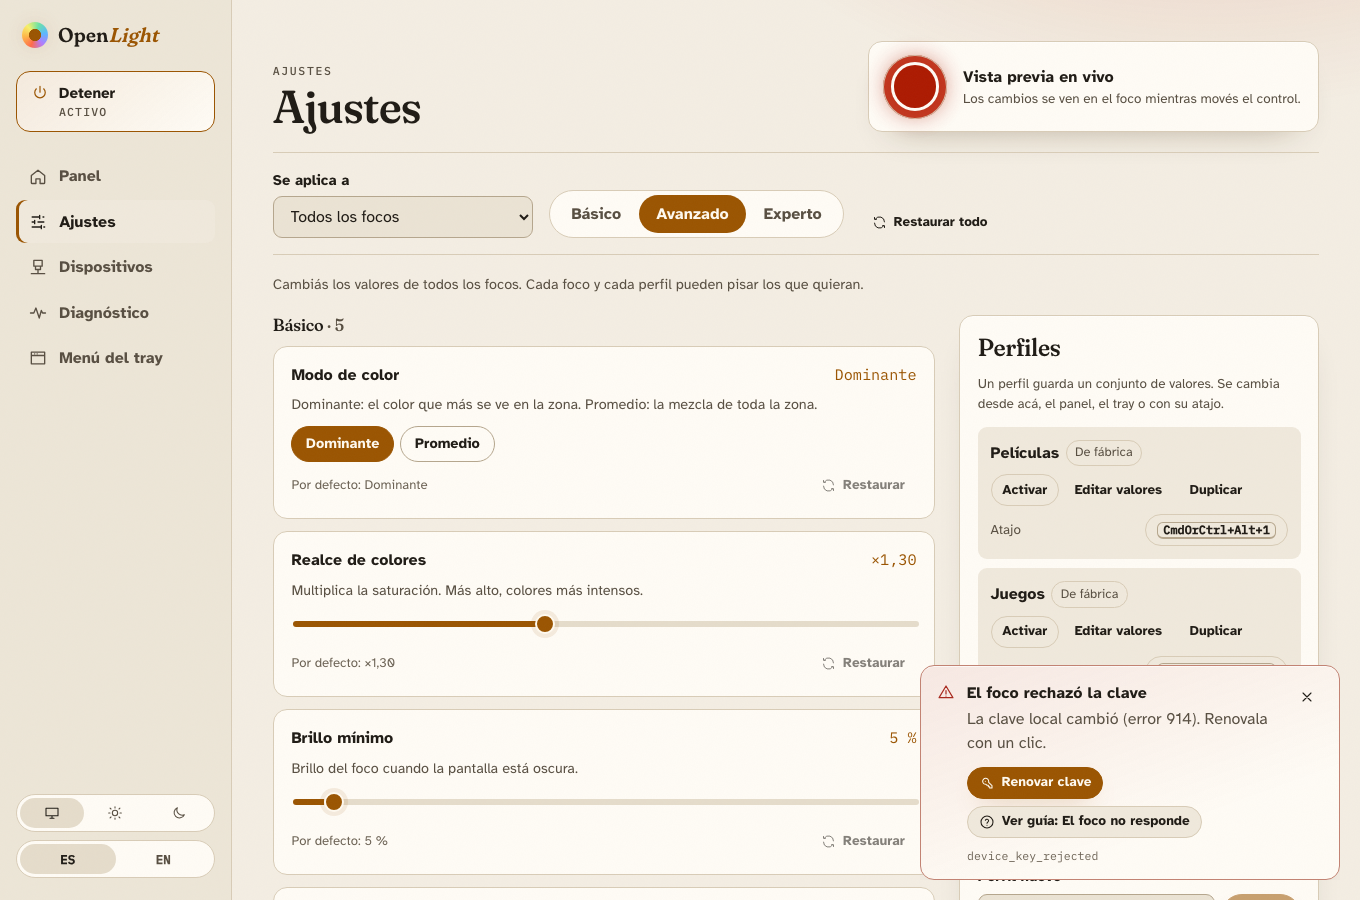 OpenLight
Detener
ACTIVO
Panel
Ajustes
Dispositivos
Diagnóstico
Menú del tray
ES
EN
AJUSTES
Ajustes
Vista previa en vivo
Los cambios se ven en el foco mientras movés el control.
Se aplica a
Todos los focos
Básico
Avanzado
Experto
Restaurar todo
Cambiás los valores de todos los focos. Cada foco y cada perfil pueden pisar los que quieran.
Básico · 5
Modo de color
Dominante
Dominante: el color que más se ve en la zona. Promedio: la mezcla de toda la zona.
Dominante
Promedio
Por defecto: Dominante
Restaurar
Realce de colores
×1,30
Multiplica la saturación. Más alto, colores más intensos.
Por defecto: ×1,30
Restaurar
Brillo mínimo
5 %
Brillo del foco cuando la pantalla está oscura.
Por defecto: 5 %
Restaurar
Perfiles
Un perfil guarda un conjunto de valores. Se cambia
desde acá, el panel, el tray o con su atajo.
Películas
De fábrica
Activar
Editar valores
Duplicar
Atajo
CmdOrCtrl+Alt+1
Juegos
De fábrica
Activar
Editar valores
Duplicar
El foco rechazó la clave
La clave local cambió (error 914). Renovala
con un clic.
Renovar clave
Ver guía: El foco no responde
device_key_rejected